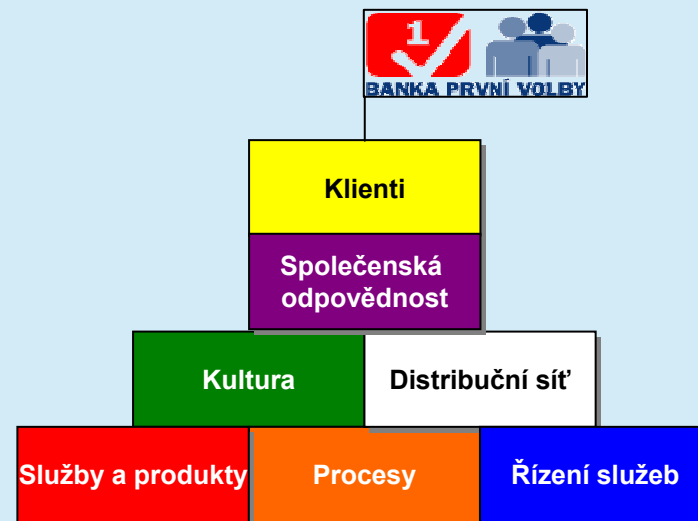 1
BANKA PRVNÍ VOLBY
Klienti
Společenská
odpovědnost
Kultura
Distribuční síť
Služby a produkty
Procesy
Řízení služeb